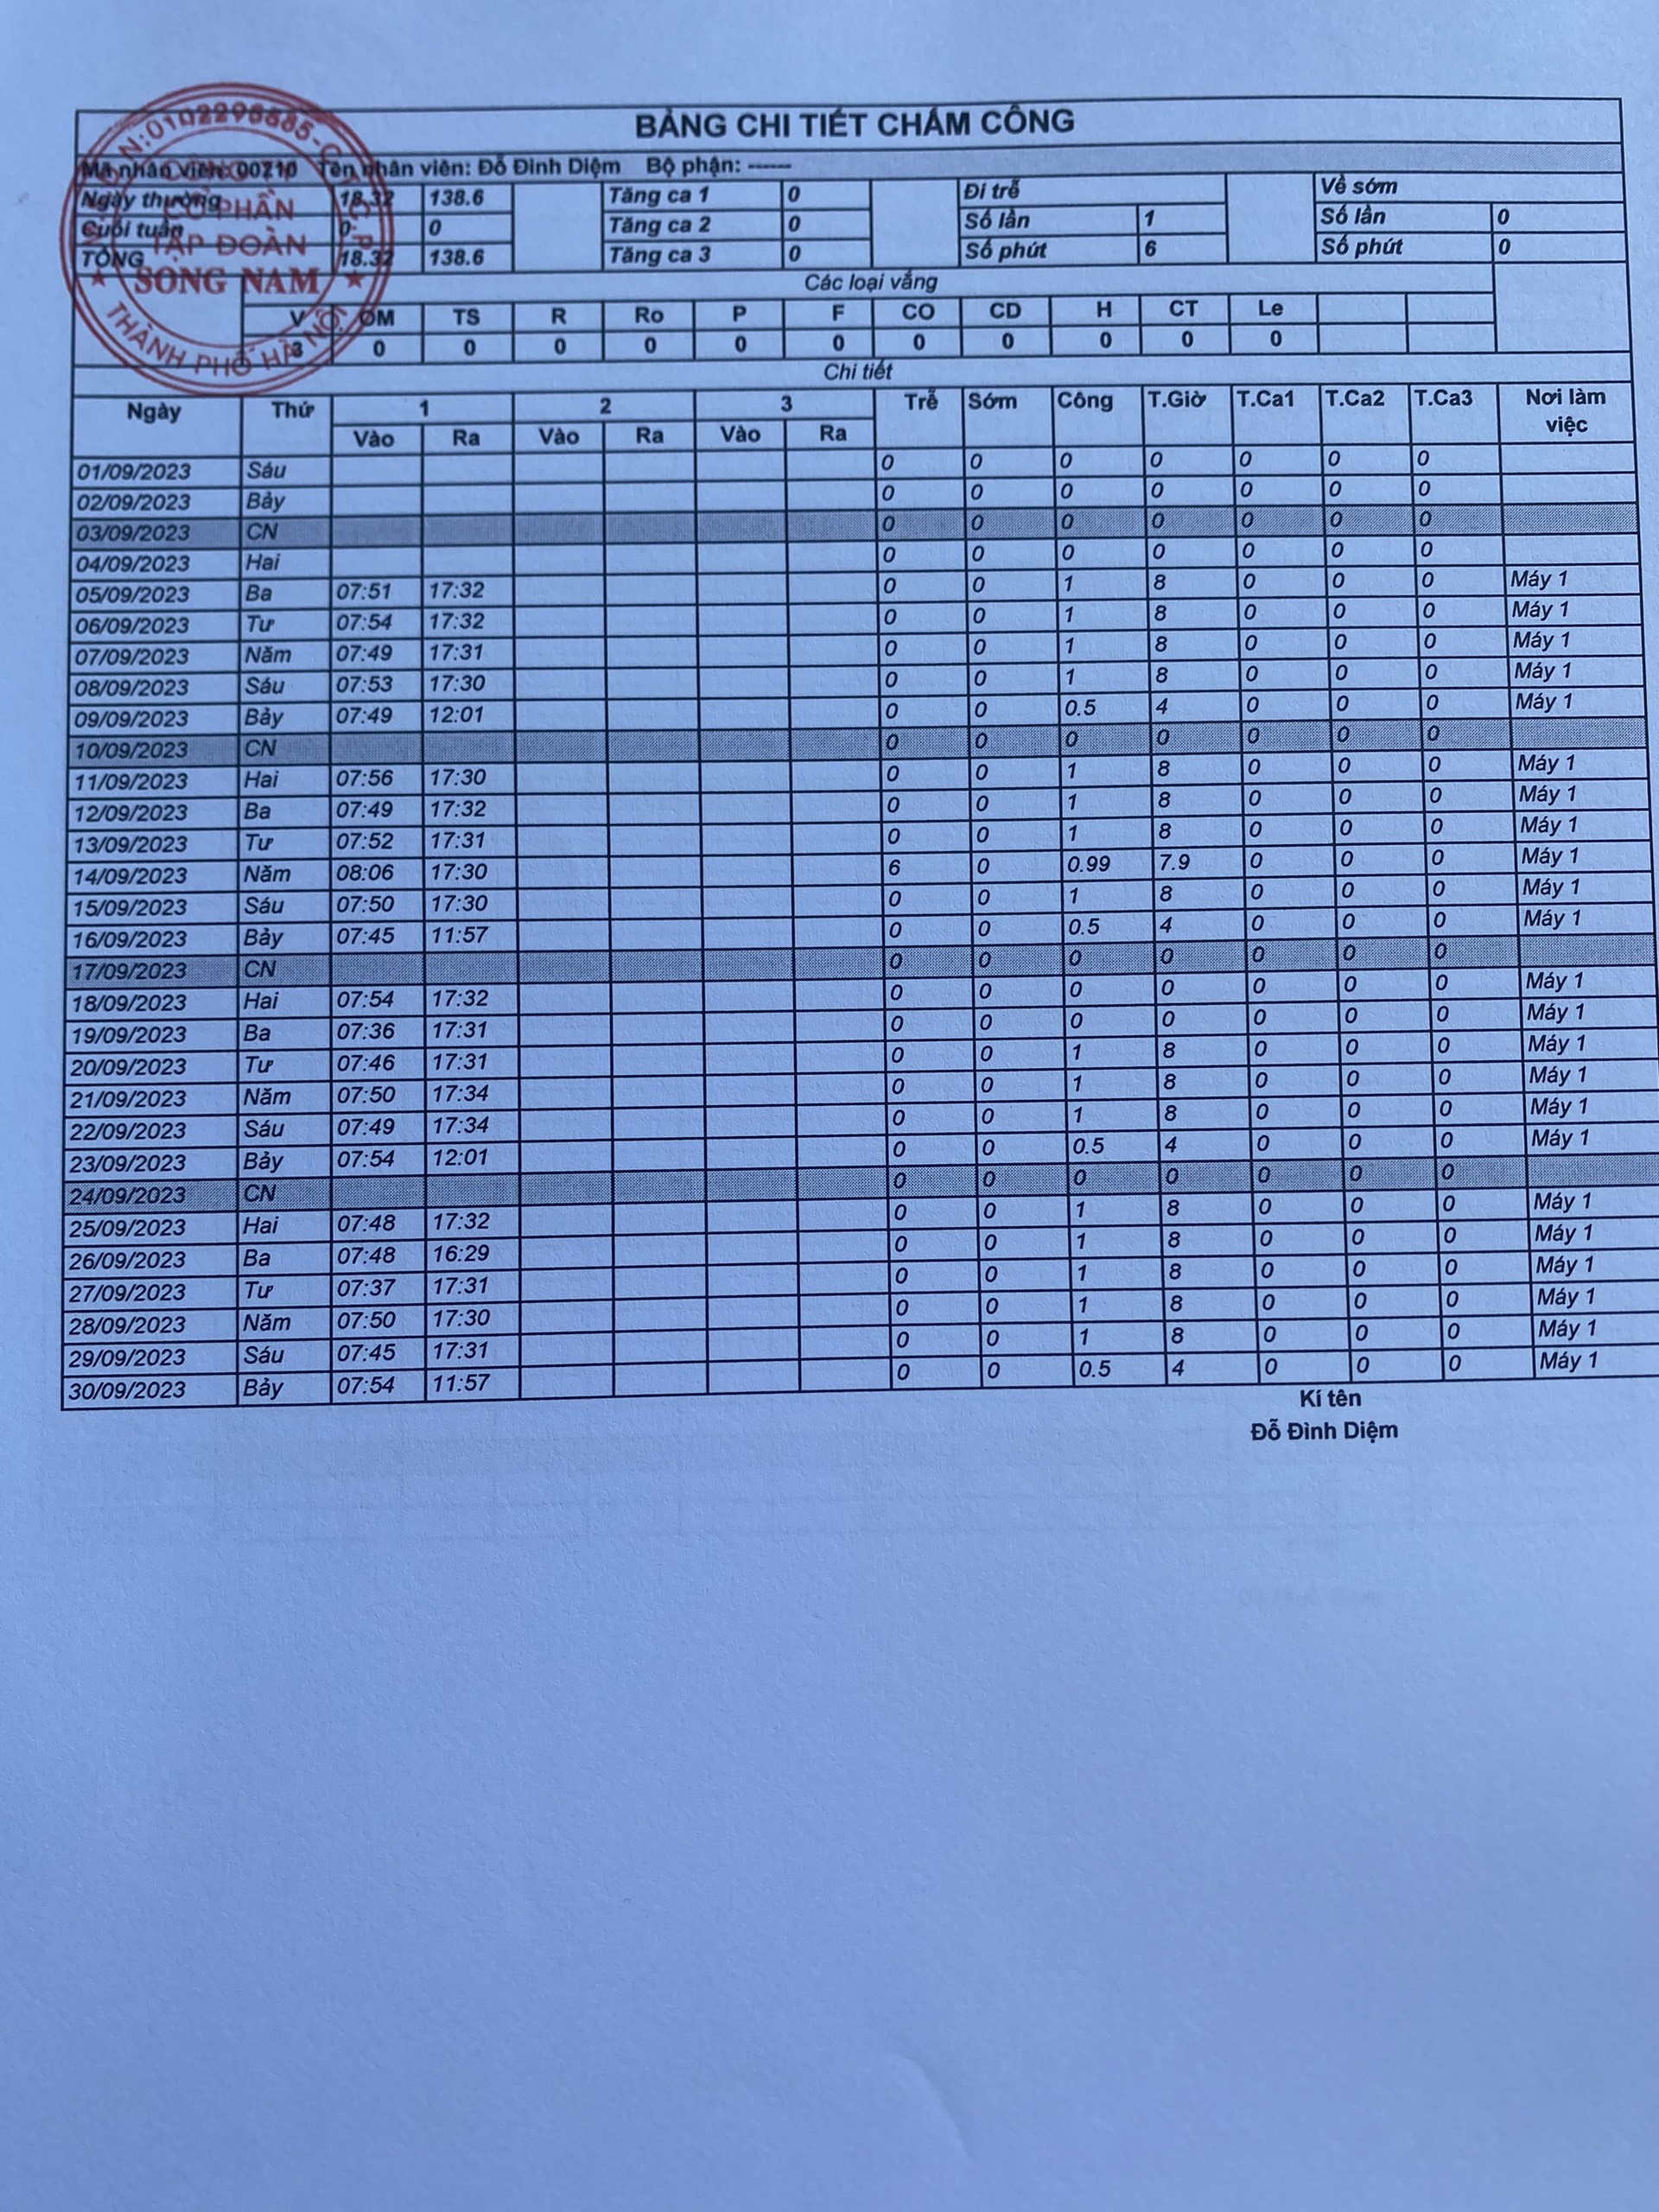 BẢNG CHI TIẾT CHẤM CÔNG
Mã nhân viên: 00210 Tên nhân viên: Đỗ Đình Diệm Bộ phận: ------
Ngày thường 18.32 138.6 Tăng ca 1 0 Đi trễ Về sớm
Cuối tuần 0 0 Tăng ca 2 0 Số lần 1 Số lần 0
TỔNG 18.32 138.6 Tăng ca 3 0 Số phút 6 Số phút 0
CỔ PHẦN
TẬP ĐOÀN
SONG NAM
THÀNH PHỐ HÀ NỘI
Các loại vắng
V ỐM TS R Ro P F CO CD H CT Le
3 0 0 0 0 0 0 0 0 0 0 0
Chi tiết
Ngày Thứ 1 2 3 Trễ Sớm Công T.Giờ T.Ca1 T.Ca2 T.Ca3 Nơi làm việc
Vào Ra Vào Ra Vào Ra
01/09/2023 Sáu 0 0 0 0 0 0 0
02/09/2023 Bảy 0 0 0 0 0 0 0
03/09/2023 CN 0 0 0 0 0 0 0
04/09/2023 Hai 0 0 0 0 0 0 0
05/09/2023 Ba 07:51 17:32 0 0 1 8 0 0 0 Máy 1
06/09/2023 Tư 07:54 17:32 0 0 1 8 0 0 0 Máy 1
07/09/2023 Năm 07:49 17:31 0 0 1 8 0 0 0 Máy 1
08/09/2023 Sáu 07:53 17:30 0 0 1 8 0 0 0 Máy 1
09/09/2023 Bảy 07:49 12:01 0 0 0.5 4 0 0 0 Máy 1
10/09/2023 CN 0 0 0 0 0 0 0
11/09/2023 Hai 07:56 17:30 0 0 1 8 0 0 0 Máy 1
12/09/2023 Ba 07:49 17:32 0 0 1 8 0 0 0 Máy 1
13/09/2023 Tư 07:52 17:31 0 0 1 8 0 0 0 Máy 1
14/09/2023 Năm 08:06 17:30 6 0 0.99 7.9 0 0 0 Máy 1
15/09/2023 Sáu 07:50 17:30 0 0 1 8 0 0 0 Máy 1
16/09/2023 Bảy 07:45 11:57 0 0 0.5 4 0 0 0 Máy 1
17/09/2023 CN 0 0 0 0 0 0 0
18/09/2023 Hai 07:54 17:32 0 0 0 0 0 0 0 Máy 1
19/09/2023 Ba 07:36 17:31 0 0 0 0 0 0 0 Máy 1
20/09/2023 Tư 07:46 17:31 0 0 1 8 0 0 0 Máy 1
21/09/2023 Năm 07:50 17:34 0 0 1 8 0 0 0 Máy 1
22/09/2023 Sáu 07:49 17:34 0 0 1 8 0 0 0 Máy 1
23/09/2023 Bảy 07:54 12:01 0 0 0.5 4 0 0 0 Máy 1
24/09/2023 CN 0 0 0 0 0 0 0
25/09/2023 Hai 07:48 17:32 0 0 1 8 0 0 0 Máy 1
26/09/2023 Ba 07:48 16:29 0 0 1 8 0 0 0 Máy 1
27/09/2023 Tư 07:37 17:31 0 0 1 8 0 0 0 Máy 1
28/09/2023 Năm 07:50 17:30 0 0 1 8 0 0 0 Máy 1
29/09/2023 Sáu 07:45 17:31 0 0 1 8 0 0 0 Máy 1
30/09/2023 Bảy 07:54 11:57 0 0 0.5 4 0 0 0 Máy 1
Kí tên
Đỗ Đình Diệm